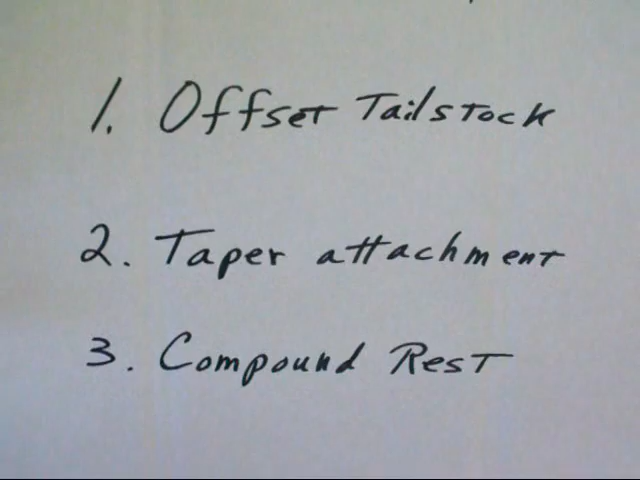 1. Offset Tailstock
2. Taper attachment
3. Compound Rest